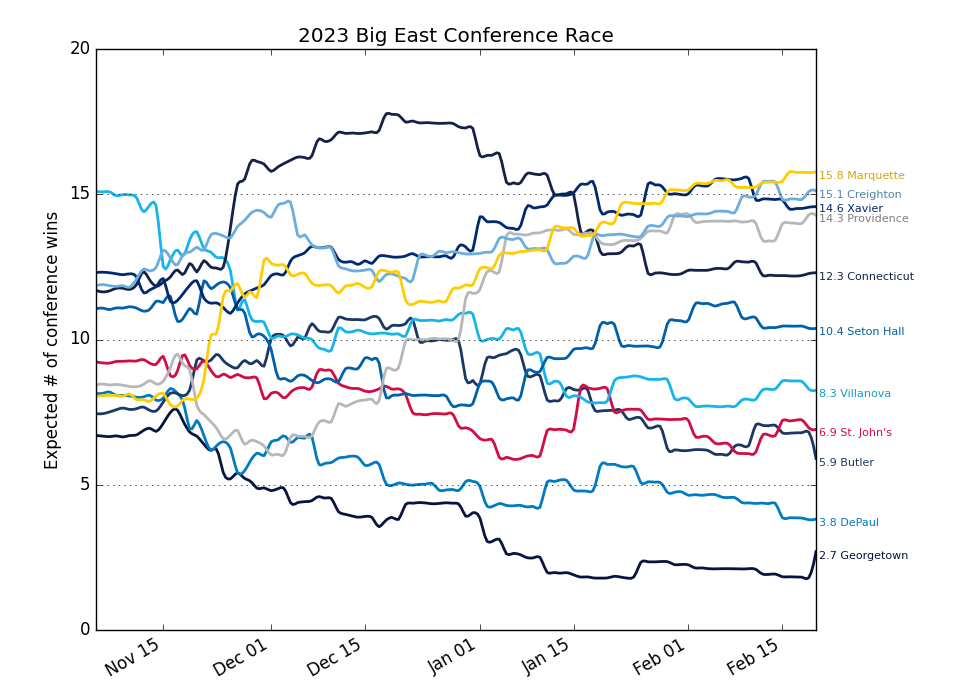 2023 Big East Conference Race
Expected # of conference wins
20
15
10
5
0
Nov 15
Dec 01
Dec 15
Jan 01
Jan 15
Feb 01
Feb 15
15.8 Marquette
15.1 Creighton
14.6 Xavier
14.3 Providence
12.3 Connecticut
10.4 Seton Hall
8.3 Villanova
6.9 St. John's
5.9 Butler
3.8 DePaul
2.7 Georgetown